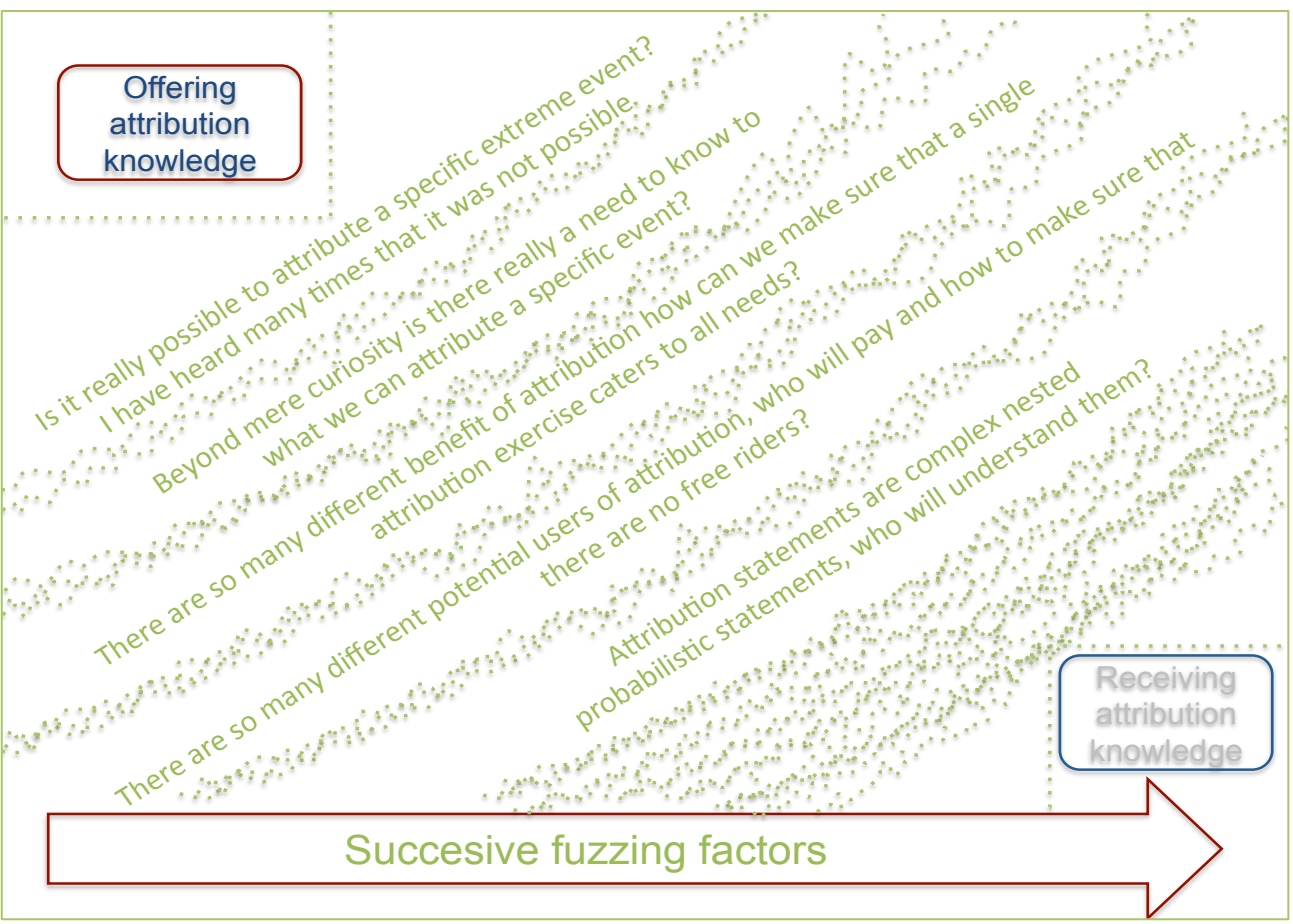 Offering
attribution
knowledge
Is it really possible to attribute a specific extreme event?
I have heard many times that it was not possible
Beyond mere curiosity is there really a need to know to
what we can attribute a specific event?
There are so many different benefit of attribution how can we make sure that a single
attribution exercise caters to all needs?
There are so many different potential users of attribution, who will pay and how to make sure that
there are no free riders?
Attribution statements are complex nested
probabilistic statements, who will understand them?
Receiving
attribution
knowledge
Succesive fuzzing factors